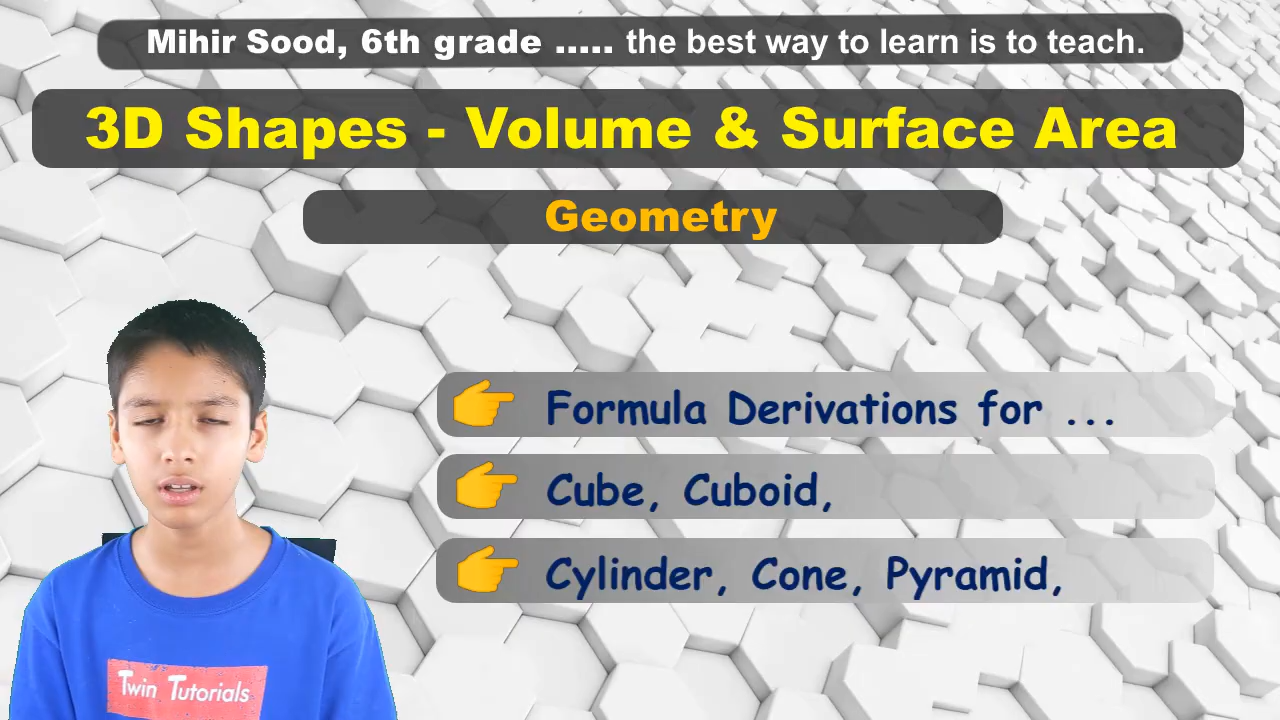 Mihir Sood, 6th grade ..... the best way to learn is to teach.
3D Shapes - Volume & Surface Area
Geometry
Formula Derivations for ...
Cube, Cuboid,
Cylinder, Cone, Pyramid,
Twin Tutorials